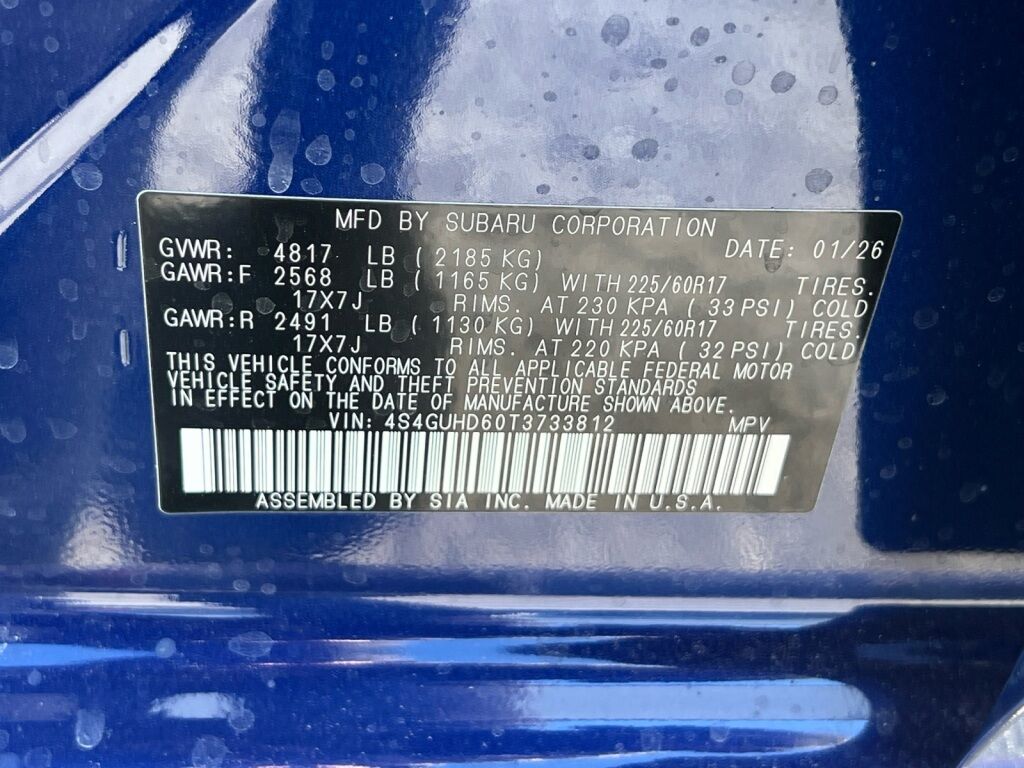 MFD BY SUBARU CORPORATION
GVWR: 4817 LB ( 2185 KG) DATE: 01/26
GAWR:F 2568 LB ( 1165 KG) WITH 225/60R17 TIRES.
17X7J RIMS. AT 230 KPA ( 33 PSI) COLD
GAWR:R 2491 LB ( 1130 KG) WITH 225/60R17 TIRES.
17X7J RIMS. AT 220 KPA ( 32 PSI) COLD
THIS VEHICLE CONFORMS TO ALL APPLICABLE FEDERAL MOTOR
VEHICLE SAFETY AND THEFT PREVENTION STANDARDS
IN EFFECT ON THE DATE OF MANUFACTURE SHOWN ABOVE.
VIN: 4S4GUHD60T3733812 MPV
ASSEMBLED BY SIA INC. MADE IN U.S.A.